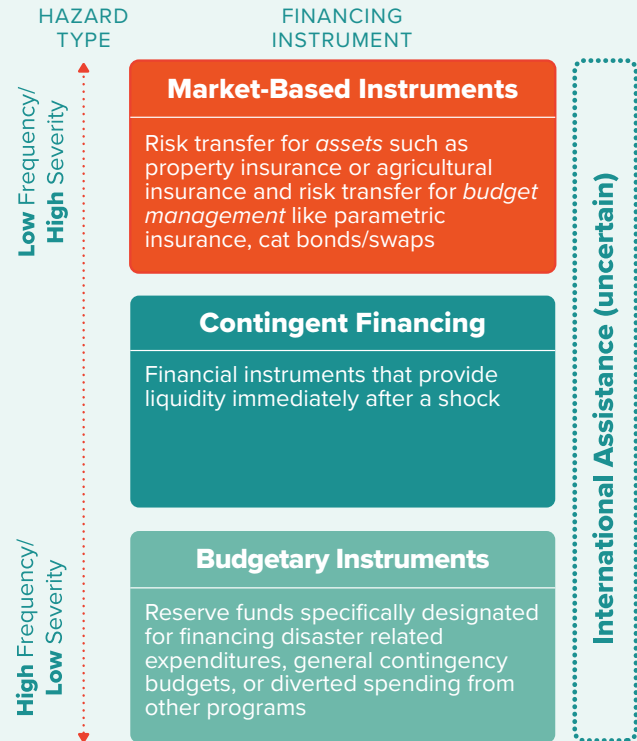 HAZARD
TYPE
FINANCING
INSTRUMENT
Low Frequency/
High Severity
Market-Based Instruments
Risk transfer for assets such as
property insurance or agricultural
insurance and risk transfer for budget
management like parametric
insurance, cat bonds/swaps
Contingent Financing
Financial instruments that provide
liquidity immediately after a shock
High Frequency/
Low Severity
Budgetary Instruments
Reserve funds specifically designated
for financing disaster related
expenditures, general contingency
budgets, or diverted spending from
other programs
International Assistance (uncertain)